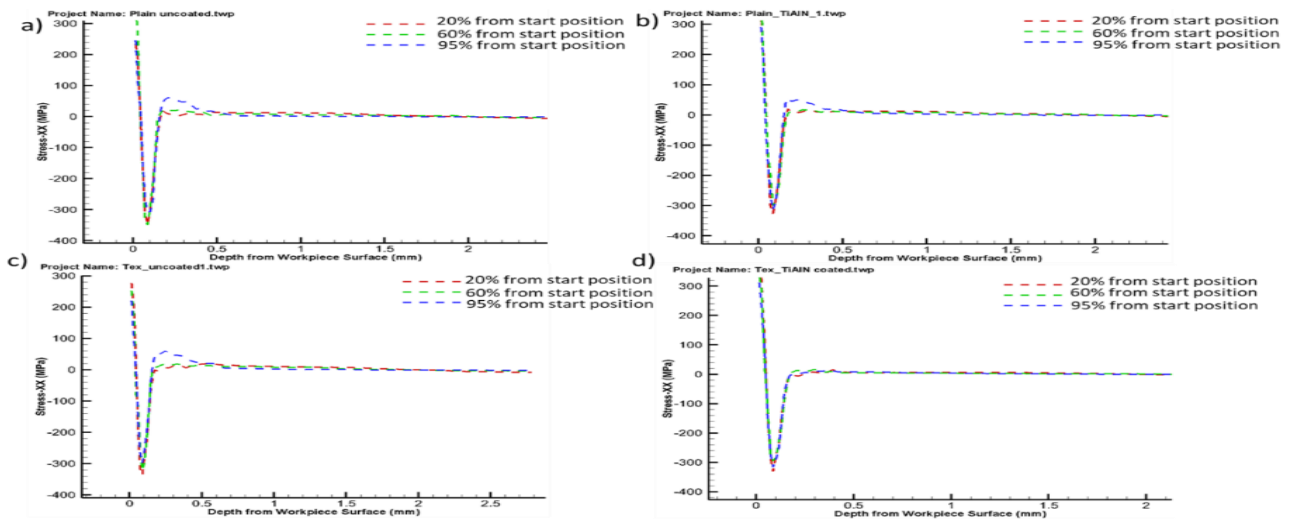 a)
Project Name: Plain uncoated.twp
20% from start position
60% from start position
95% from start position
300
200
100
0
-100
-200
-300
-400
Stress-XX (MPa)
0
0.5
1
1.5
2
Depth from Workpiece Surface (mm)
b)
Project Name: Plain_TiAlN_1.twp
20% from start position
60% from start position
95% from start position
300
200
100
0
-100
-200
-300
-400
Stress-XX (MPa)
0
0.5
1
1.5
2
Depth from Workpiece Surface (mm)
c)
Project Name: Tex_uncoated1.twp
20% from start position
60% from start position
95% from start position
300
200
100
0
-100
-200
-300
-400
Stress-XX (MPa)
0
0.5
1
1.5
2
2.5
Depth from Workpiece Surface (mm)
d)
Project Name: Tex_TiAlN coated.twp
20% from start position
60% from start position
95% from start position
300
200
100
0
-100
-200
-300
-400
Stress-XX (MPa)
0
0.5
1
1.5
2
Depth from Workpiece Surface (mm)